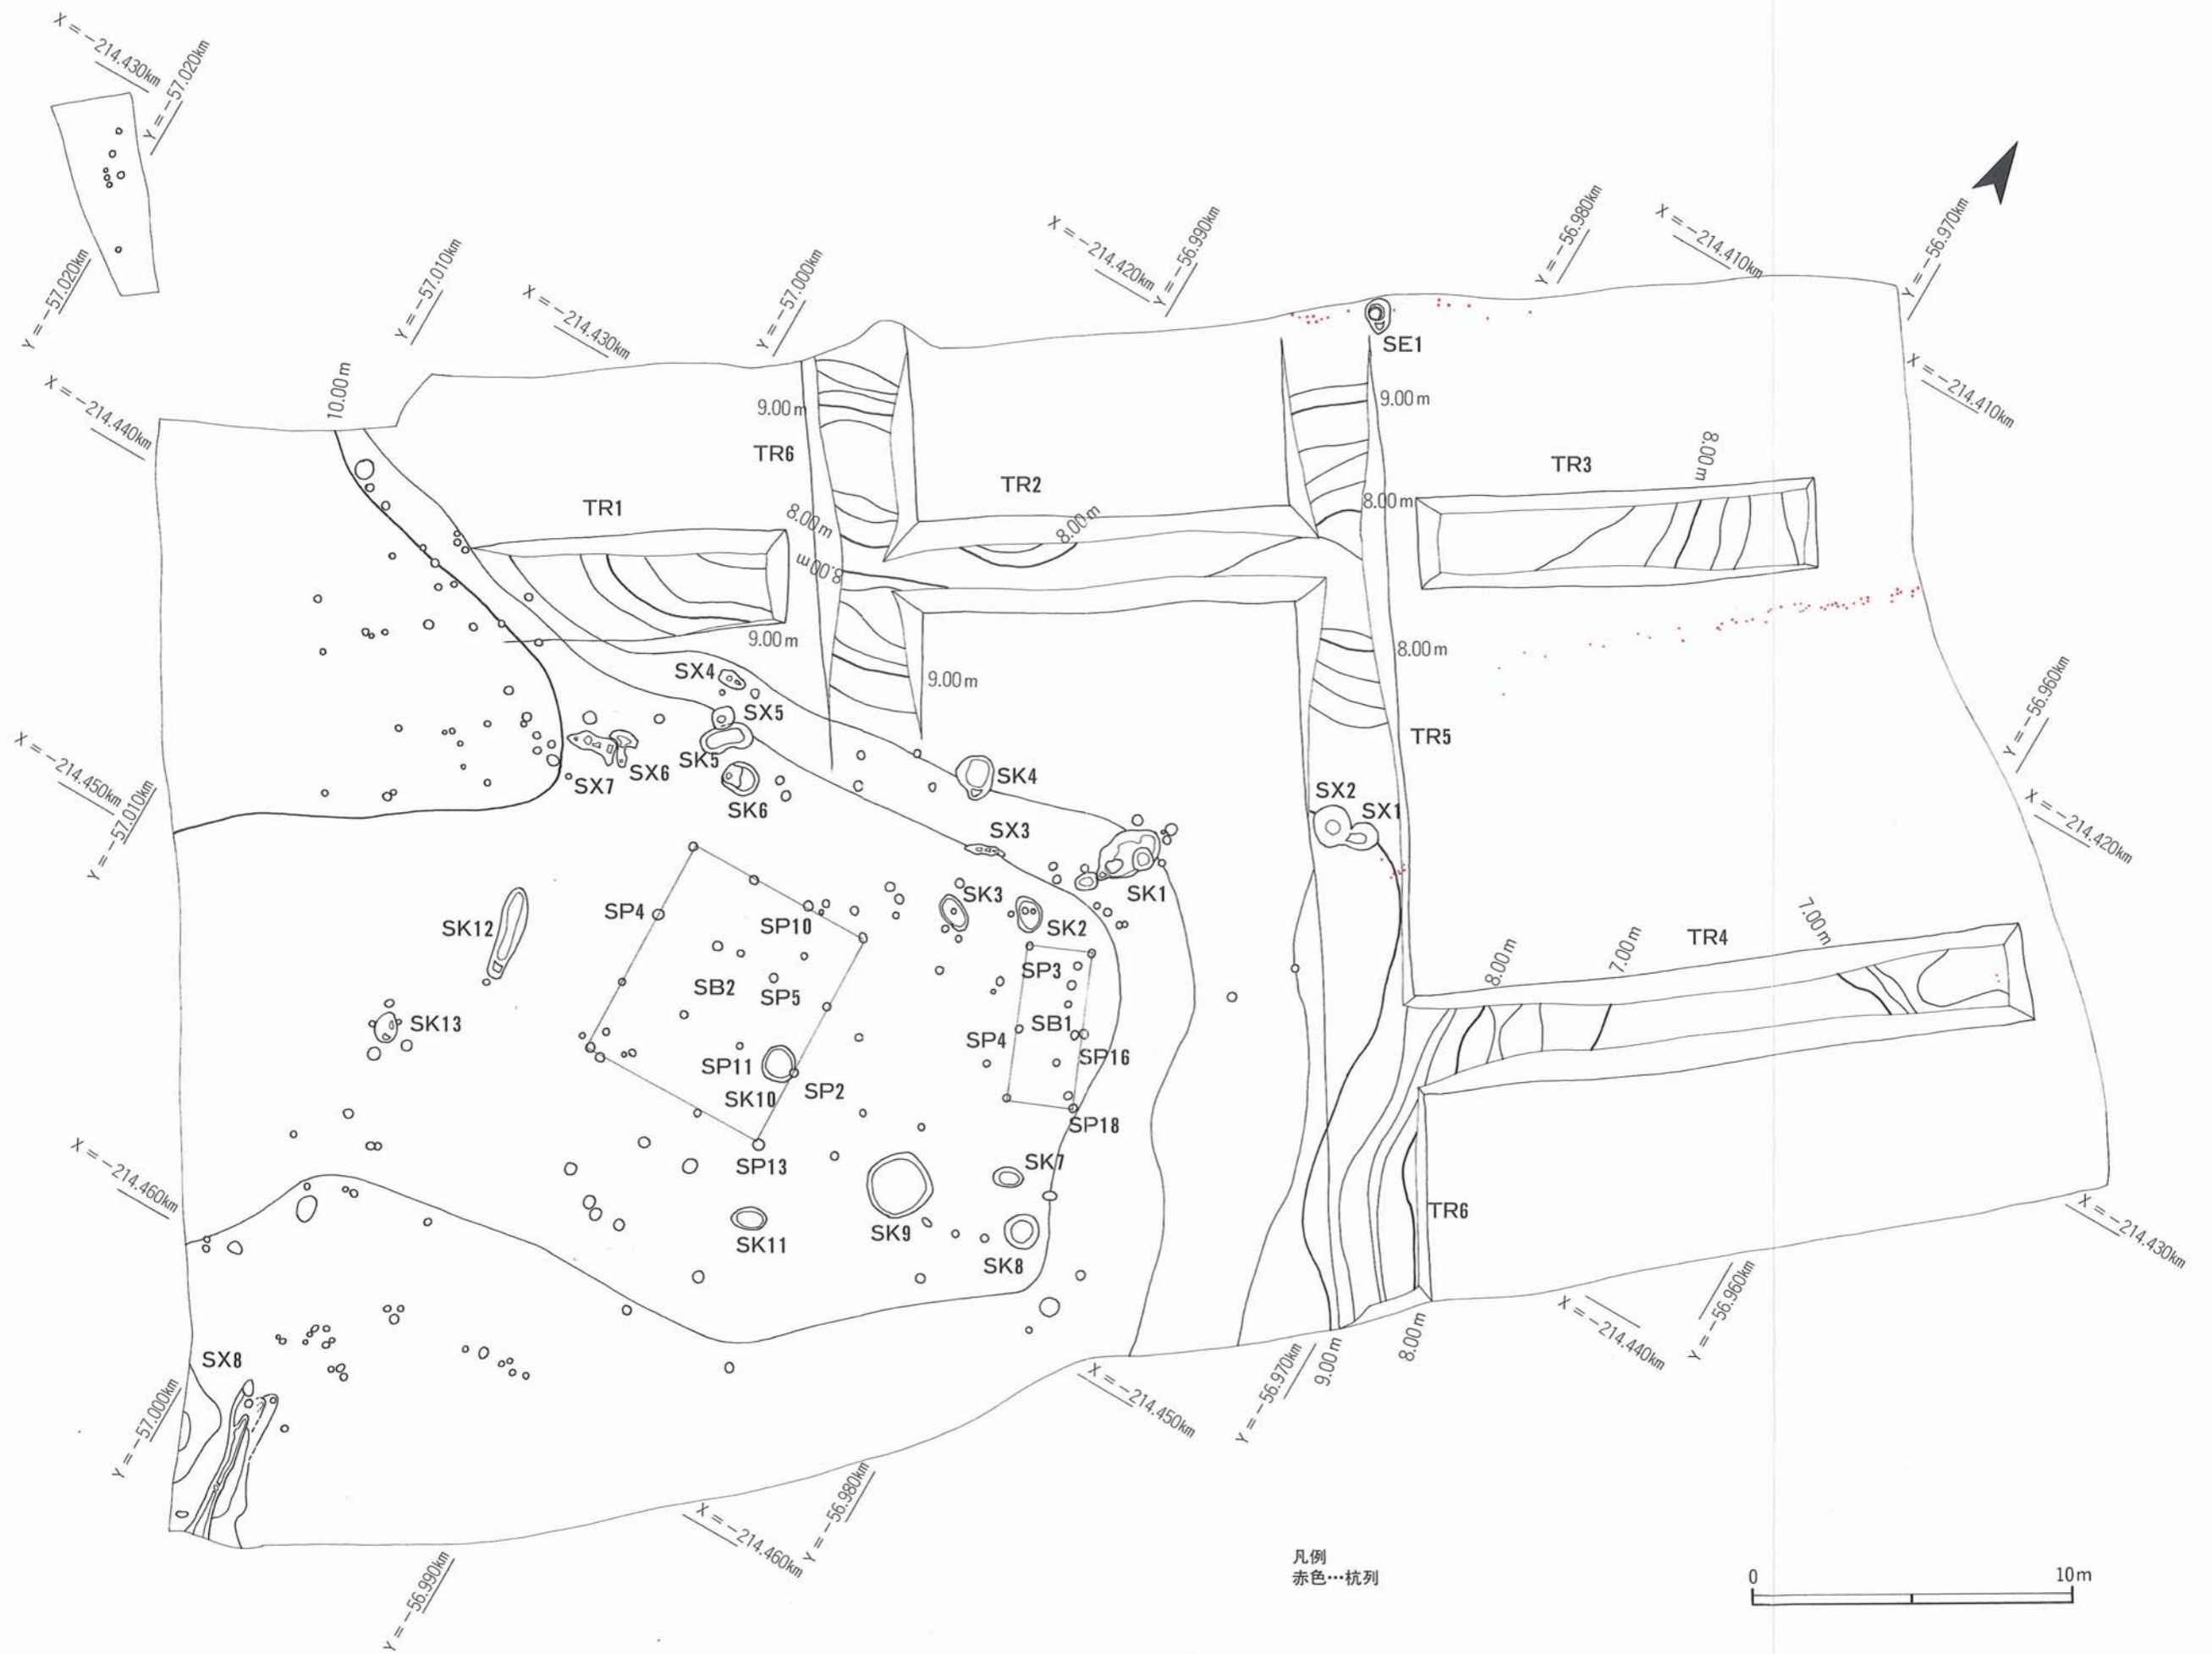 X=-214.430km
Y=-57.020km
Y=-57.020km
Y=-57.010km
X=-214.430km
Y=-57.000km
X=-214.420km
Y=-56.990km
Y=-56.980km
X=-214.410km
Y=-56.970km
X=-214.410km
X=-214.440km
10.00m
SE1
9.00m
9.00m
TR6
TR1
TR2
TR3
8.00m
8.00m
8.00m
8.00m
8.00m
9.00m
8.00m
9.00m
SX4
SX5
TR5
Y=-56.960km
X=-214.450km
Y=-57.010km
SX7
SX6
SK5
SK6
SK4
SX2
SX1
X=-214.420km
SX3
SK1
SK12
SP4
SP10
SK3
SK2
TR4
8.00m
7.00m
7.00m
SB2
SP5
SP3
SK13
SP4
SB1
SP16
SP11
SK10
SP2
SP18
X=-214.460km
SP13
SK7
TR6
X=-214.430km
SK11
SK9
SK8
SX8
Y=-57.000km
X=-214.450km
Y=-56.970km
9.00m
8.00m
X=-214.440km
Y=-56.960km
X=-214.460km
Y=-56.980km
Y=-56.990km
凡例
赤色…杭列
0 10m